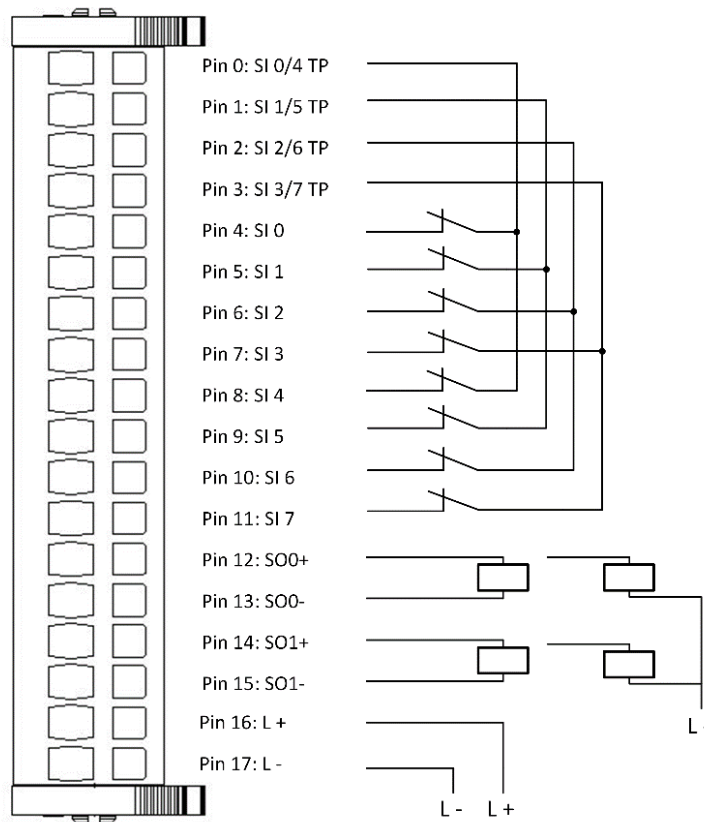 Pin 0: SI 0/4 TP
Pin 1: SI 1/5 TP
Pin 2: SI 2/6 TP
Pin 3: SI 3/7 TP
Pin 4: SI 0
Pin 5: SI 1
Pin 6: SI 2
Pin 7: SI 3
Pin 8: SI 4
Pin 9: SI 5
Pin 10: SI 6
Pin 11: SI 7
Pin 12: SO0+
Pin 13: SO0-
Pin 14: SO1+
Pin 15: SO1-
Pin 16: L +
L -
Pin 17: L -
L - L +